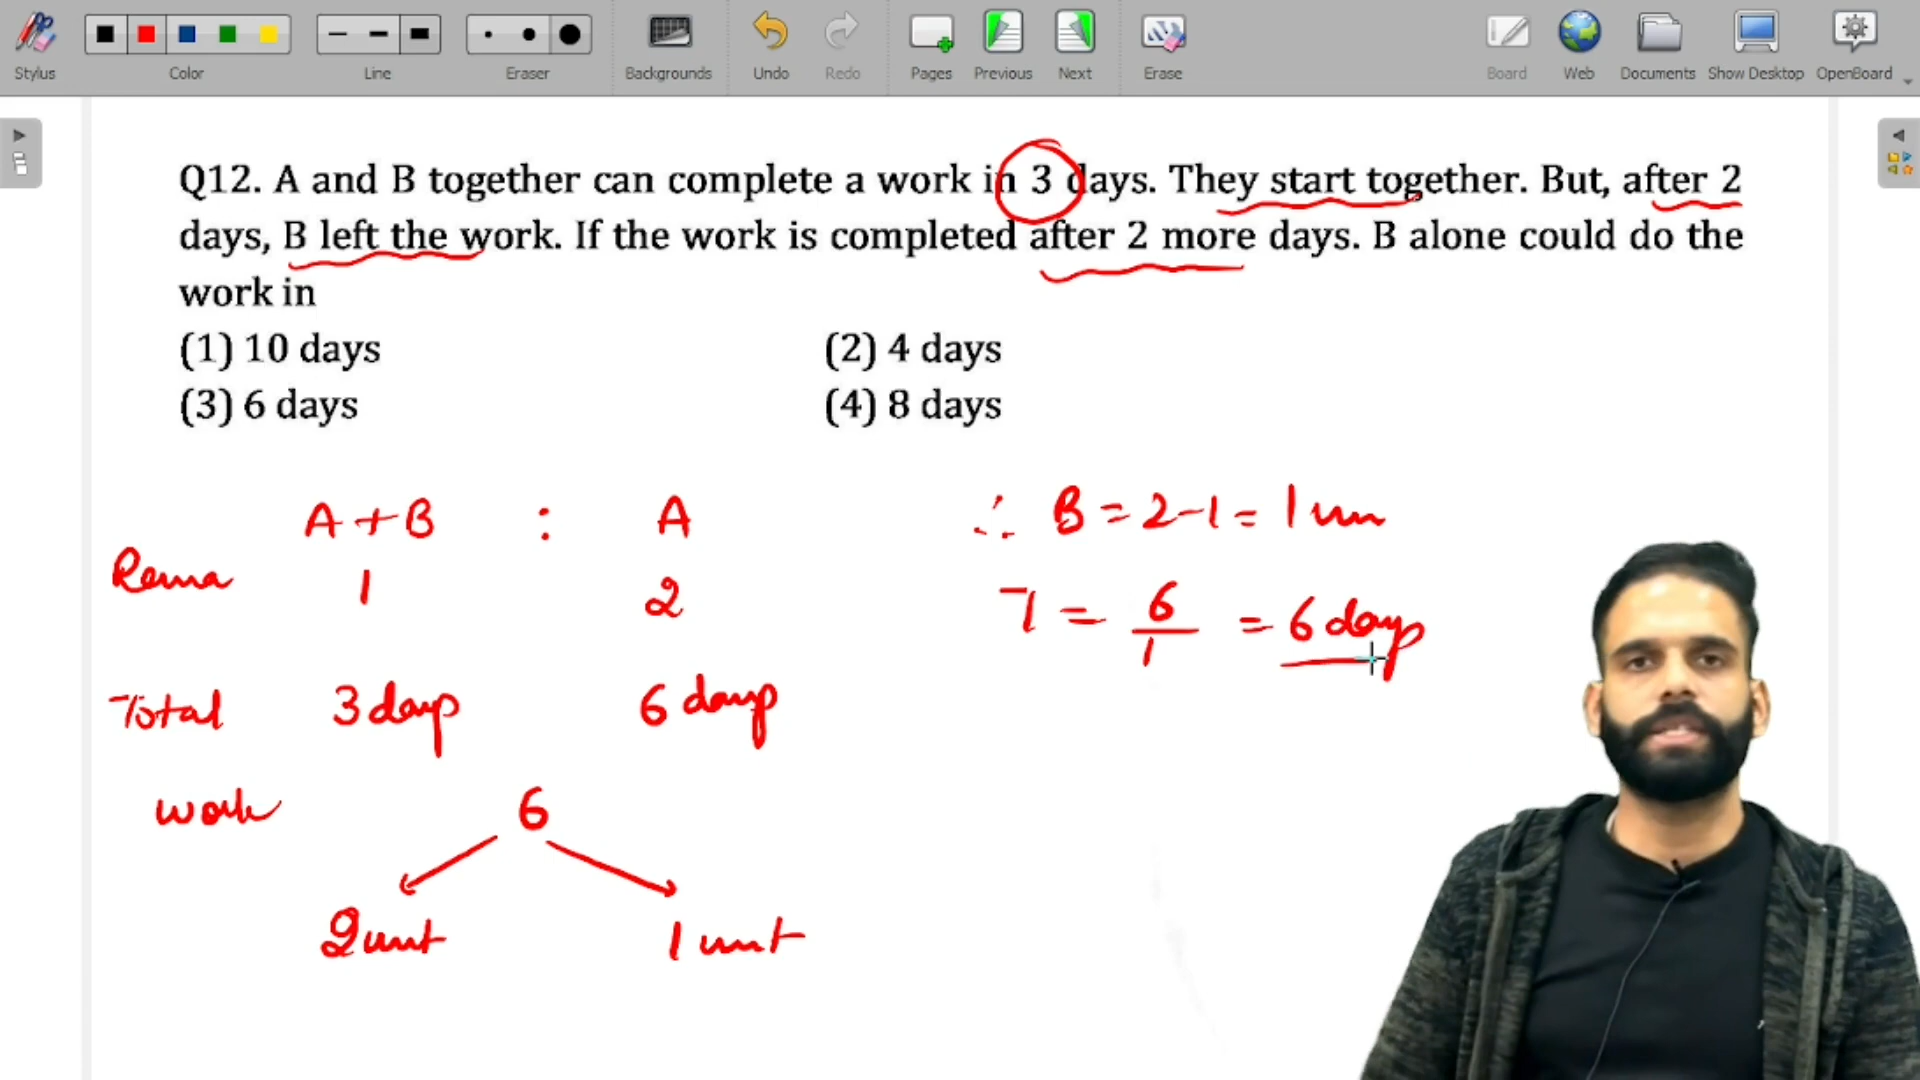 Stylus Color Line Eraser Backgrounds Undo Redo Pages Previous Next Erase Board Web Documents Show Desktop OpenBoard
Q12. A and B together can complete a work in 3 days. They start together. But, after 2
days, B left the work. If the work is completed after 2 more days. B alone could do the
work in
(1) 10 days (2) 4 days
(3) 6 days (4) 8 days
A + B : A
Rema 1 2
Total 3 days 6 days
work 6
2 unit 1 unit
∴ B = 2 - 1 = 1
T = 6/1 = 6 days